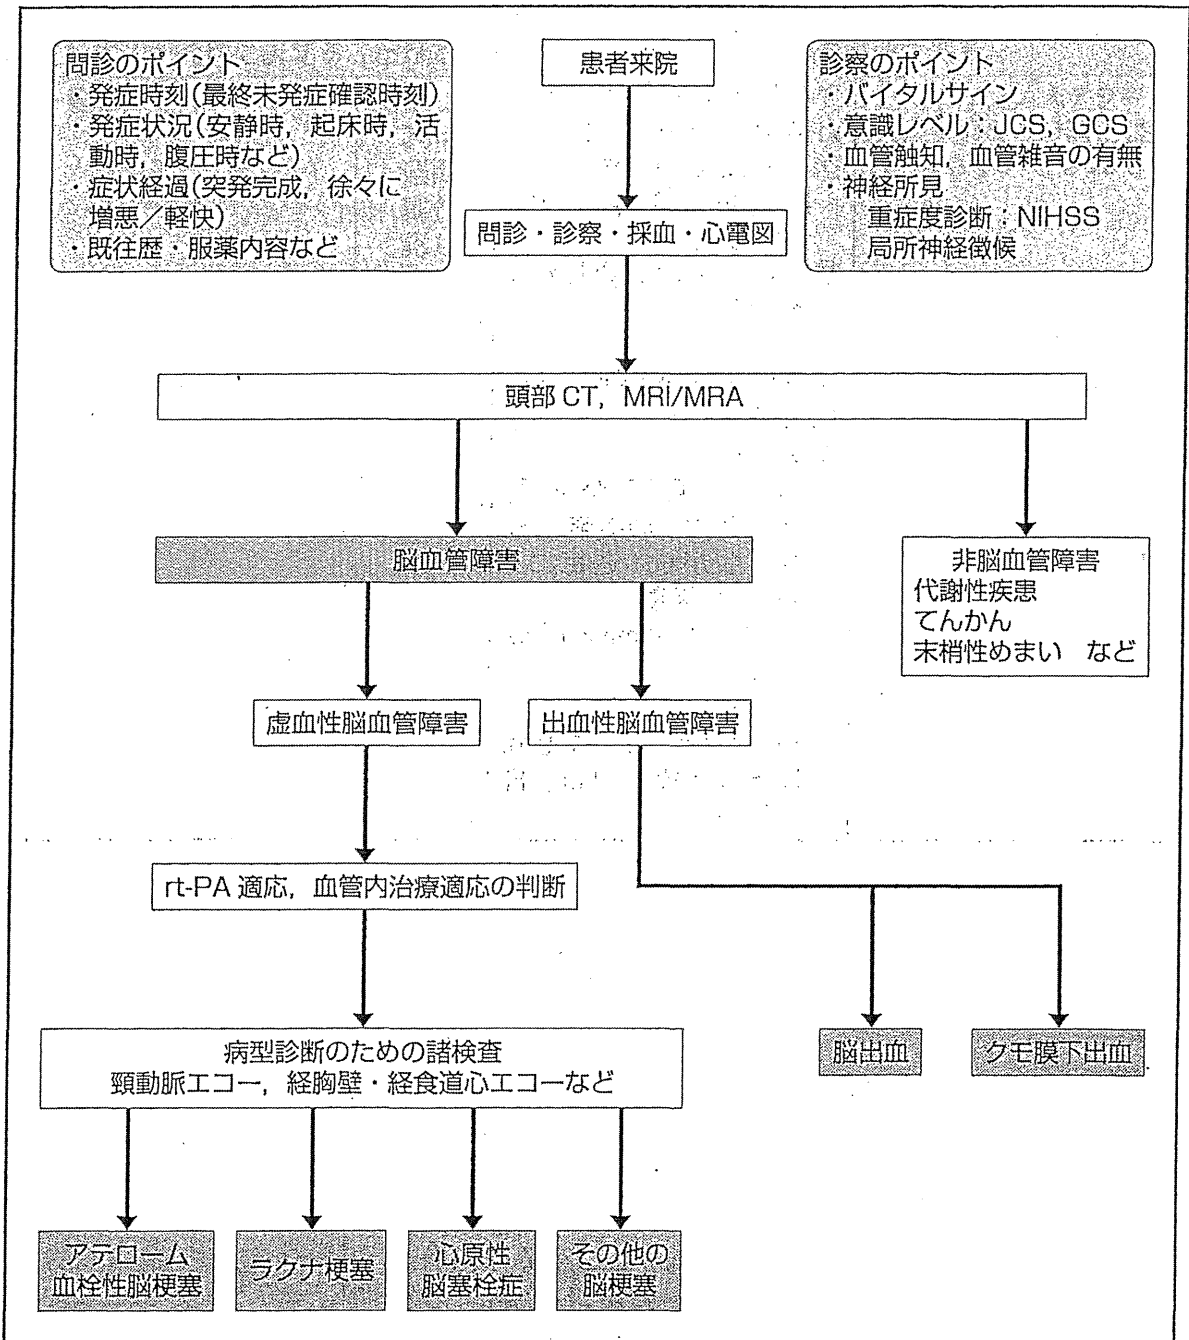 問診のポイント
・発症時刻(最終未発症確認時刻)
・発症状況(安静時，起床時，活
動時，腹圧時など)
・症状経過(突発完成，徐々に
増悪／軽快)
・既往歴・服薬内容など
患者来院
診察のポイント
・バイタルサイン
・意識レベル：JCS，GCS
・血管触知，血管雑音の有無
・神経所見
重症度診断：NIHSS
局所神経徴候
問診・診察・採血・心電図
頭部 CT，MRI/MRA
脳血管障害
非脳血管障害
代謝性疾患
てんかん
末梢性めまい　など
虚血性脳血管障害
出血性脳血管障害
rt-PA 適応，血管内治療適応の判断
病型診断のための諸検査
頸動脈エコー，経胸壁・経食道心エコーなど
脳出血
クモ膜下出血
アテローム
血栓性脳梗塞
ラクナ梗塞
心原性
脳塞栓症
その他の
脳梗塞